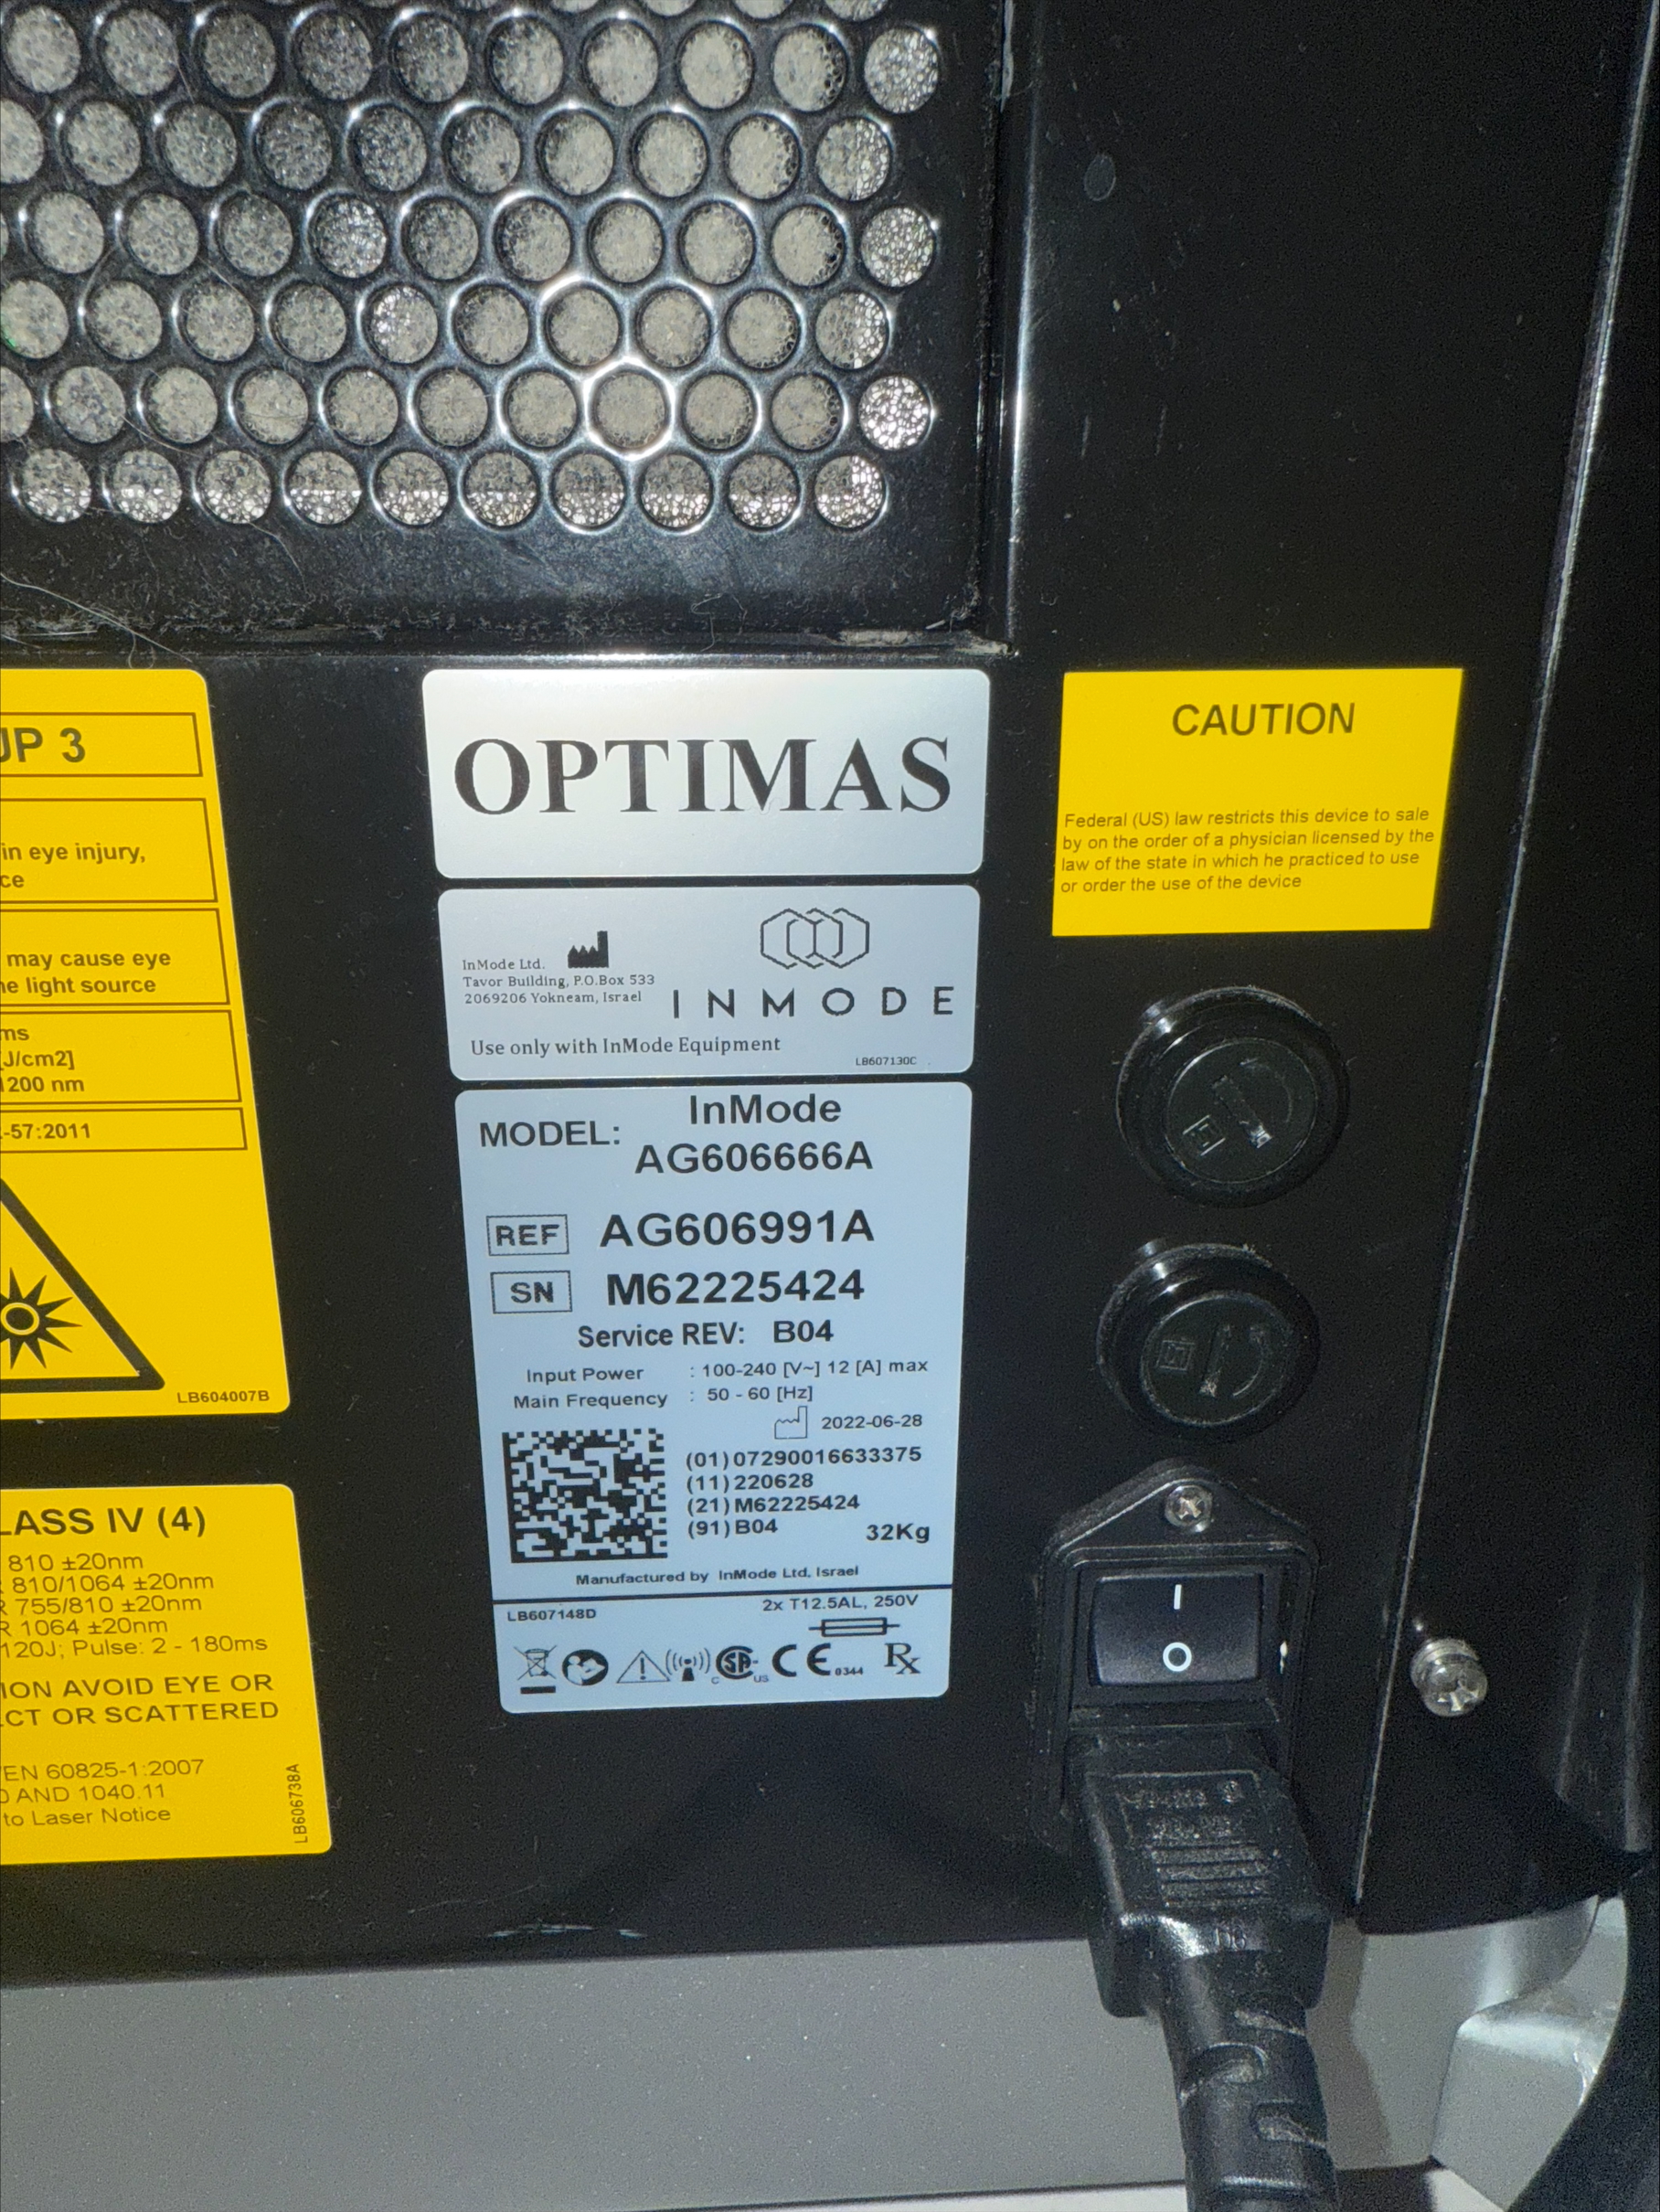 UP 3
in eye injury,
ce
may cause eye
he light source
ms
[J/cm2]
1200 nm
-57:2011
LB604007B
LASS IV (4)
810 ±20nm
810/1064 ±20nm
R 755/810 ±20nm
R 1064 ±20nm
120J; Pulse: 2 - 180ms
ION AVOID EYE OR
ECT OR SCATTERED
EN 60825-1:2007
0 AND 1040.11
to Laser Notice
LB606738A
OPTIMAS
InMode Ltd.
Tavor Building, P.O.Box 533
2069206 Yokneam, Israel
INMODE
Use only with InMode Equipment
LB607130C
MODEL: InMode
AG606666A
REF AG606991A
SN M62225424
Service REV: B04
Input Power : 100-240 [V~] 12 [A] max
Main Frequency : 50 - 60 [Hz]
2022-06-28
(01)07290016633375
(11)220628
(21)M62225424
(91)B04 32Kg
Manufactured by InMode Ltd, Israel
LB607148D 2x T12.5AL, 250V
c SA us CE 0344 Rx
CAUTION
Federal (US) law restricts this device to sale
by on the order of a physician licensed by the
law of the state in which he practiced to use
or order the use of the device
I
O